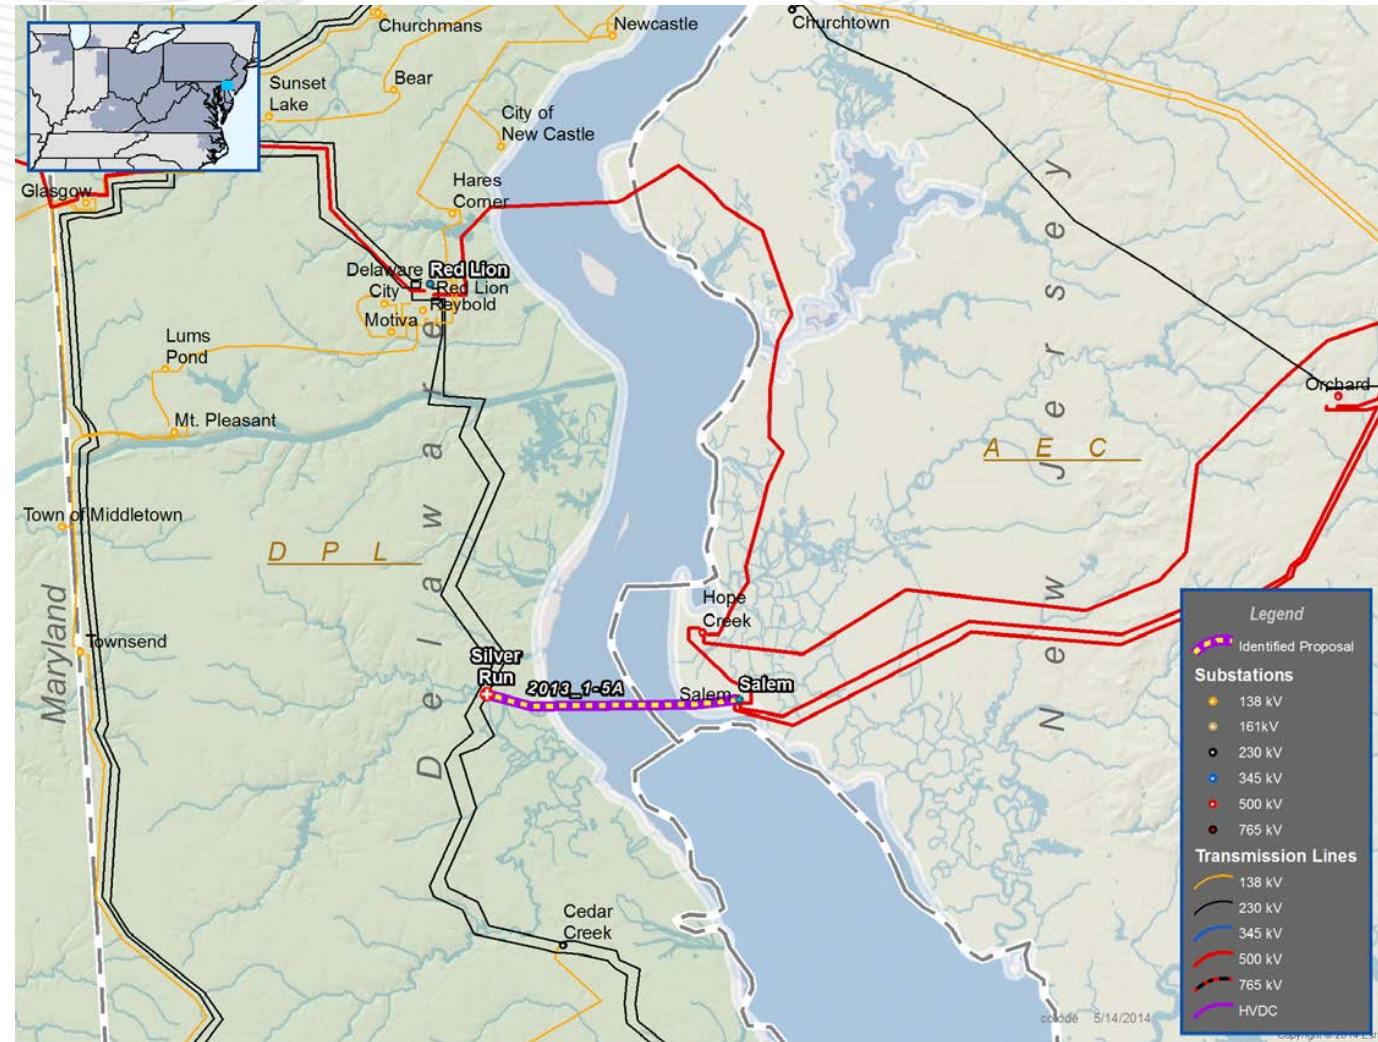 Churchmans
Newcastle
Churchtown
Sunset
Lake
Bear
City of
New Castle
Glasgow
Hares
Corner
Delaware
City
Red Lion
Red Lion
Reybold
Motiva
Lums
Pond
Mt. Pleasant
Orchard
A E C
Town of Middletown
D P L
Delaware
New Jersey
Maryland
Townsend
Hope
Creek
Silver
Run
2013_1-5A
Salem
Salem
Cedar
Creek
Legend
Identified Proposal
Substations
138 kV
161kV
230 kV
345 kV
500 kV
765 kV
Transmission Lines
138 kV
230 kV
345 kV
500 kV
765 kV
HVDC
5/14/2014